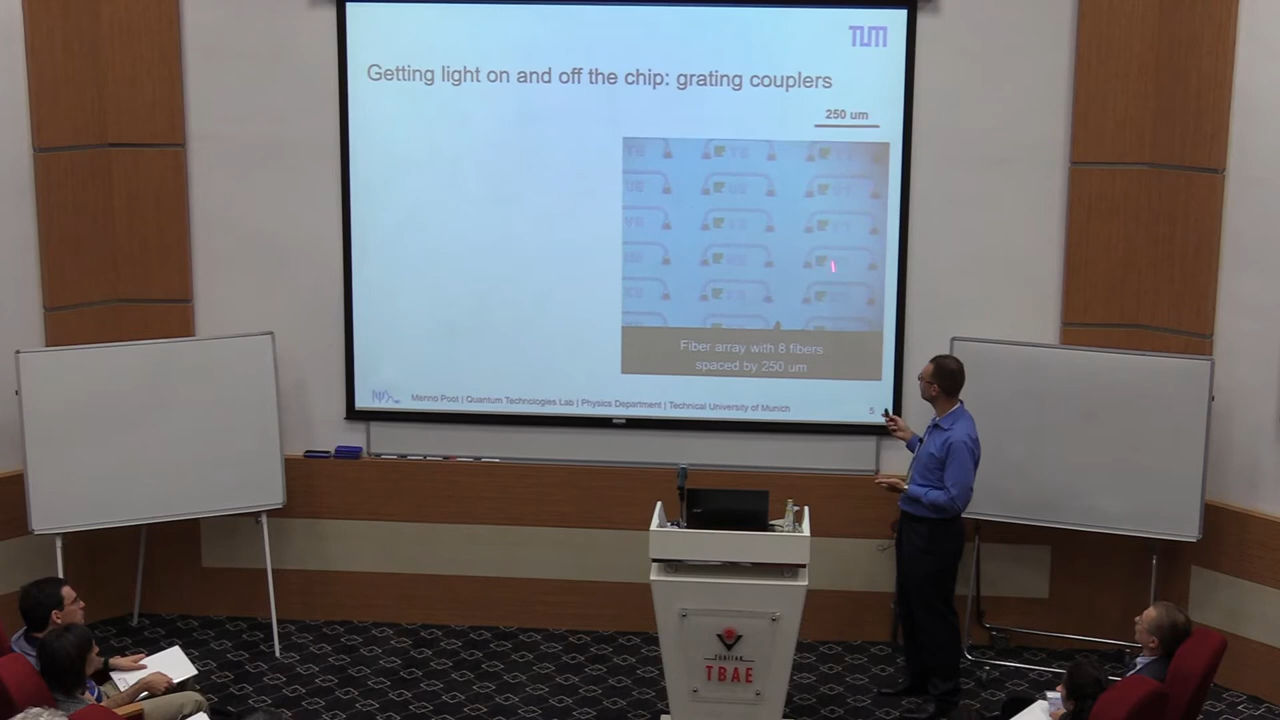 TUM
Getting light on and off the chip: grating couplers
250 um
Fiber array with 8 fibers
spaced by 250 um
Menno Poot | Quantum Technologies Lab | Physics Department | Technical University of Munich
5
TÜBİTAK
TBAE